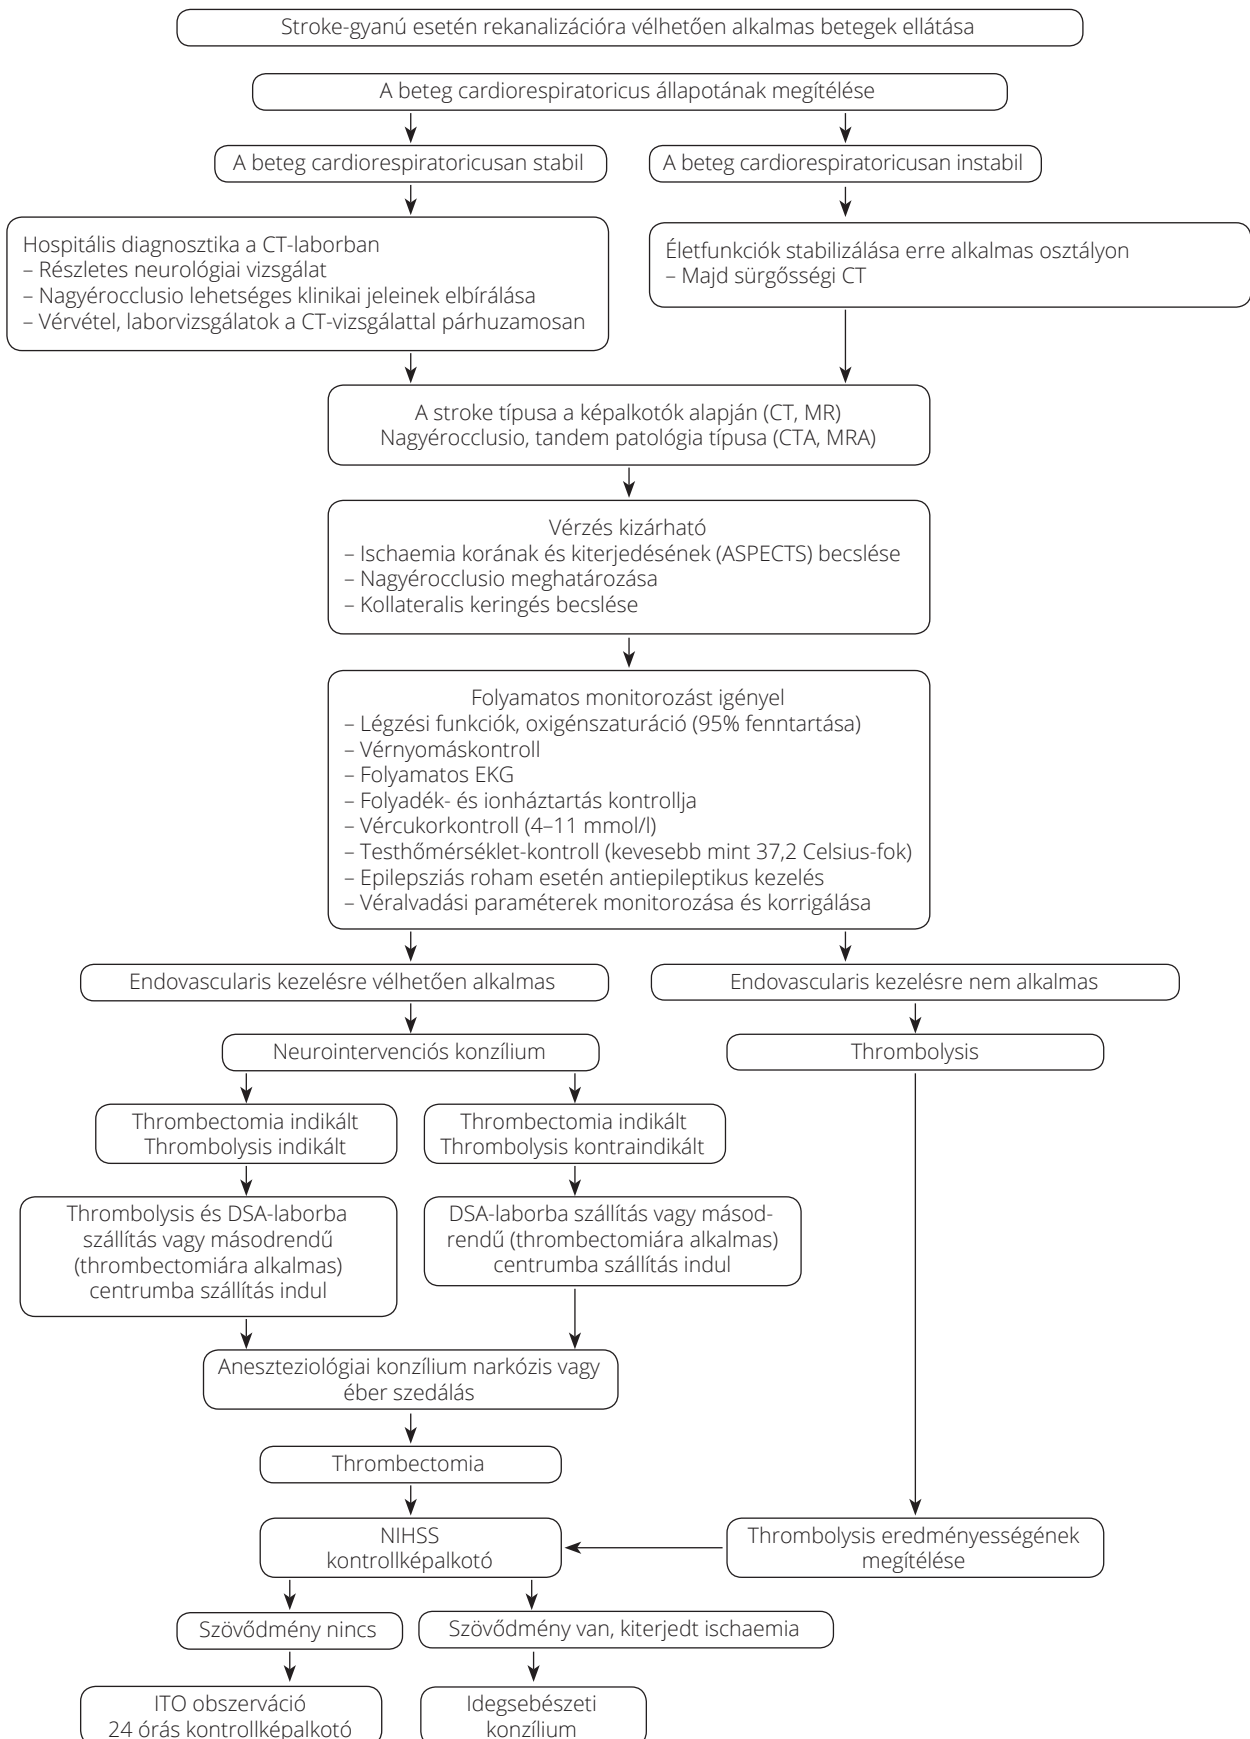 Stroke-gyanú esetén rekanalizációra vélhetően alkalmas betegek ellátása
A beteg cardiorespiratoricus állapotának megítélése
A beteg cardiorespiratoricusan stabil
A beteg cardiorespiratoricusan instabil
Hospitális diagnosztika a CT-laborban
– Részletes neurológiai vizsgálat
– Nagyérocclusio lehetséges klinikai jeleinek elbírálása
– Vérvétel, laborvizsgálatok a CT-vizsgálattal párhuzamosan
Életfunkciók stabilizálása erre alkalmas osztályon
– Majd sürgősségi CT
A stroke típusa a képalkotók alapján (CT, MR)
Nagyérocclusio, tandem patológia típusa (CTA, MRA)
Vérzés kizárható
– Ischaemia korának és kiterjedésének (ASPECTS) becslése
– Nagyérocclusio meghatározása
– Kollateralis keringés becslése
Folyamatos monitorozást igényel
– Légzési funkciók, oxigénszaturáció (95% fenntartása)
– Vérnyomáskontroll
– Folyamatos EKG
– Folyadék- és ionháztartás kontrollja
– Vércukorkontroll (4–11 mmol/l)
– Testhőmérséklet-kontroll (kevesebb mint 37,2 Celsius-fok)
– Epilepsziás roham esetén antiepileptikus kezelés
– Véralvadási paraméterek monitorozása és korrigálása
Endovascularis kezelésre vélhetően alkalmas
Endovascularis kezelésre nem alkalmas
Neurointervenciós konzílium
Thrombolysis
Thrombectomia indikált
Thrombolysis indikált
Thrombectomia indikált
Thrombolysis kontraindikált
Thrombolysis és DSA-laborba
szállítás vagy másodrendű
(thrombectomiára alkalmas)
centrumba szállítás indul
DSA-laborba szállítás vagy másod-
rendű (thrombectomiára alkalmas)
centrumba szállítás indul
Aneszteziológiai konzílium narkózis vagy
éber szedálás
Thrombectomia
NIHSS
kontrollképalkotó
Thrombolysis eredményességének
megítélése
Szövődmény nincs
Szövődmény van, kiterjedt ischaemia
ITO obszerváció
24 órás kontrollképalkotó
Idegsebészeti
konzílium